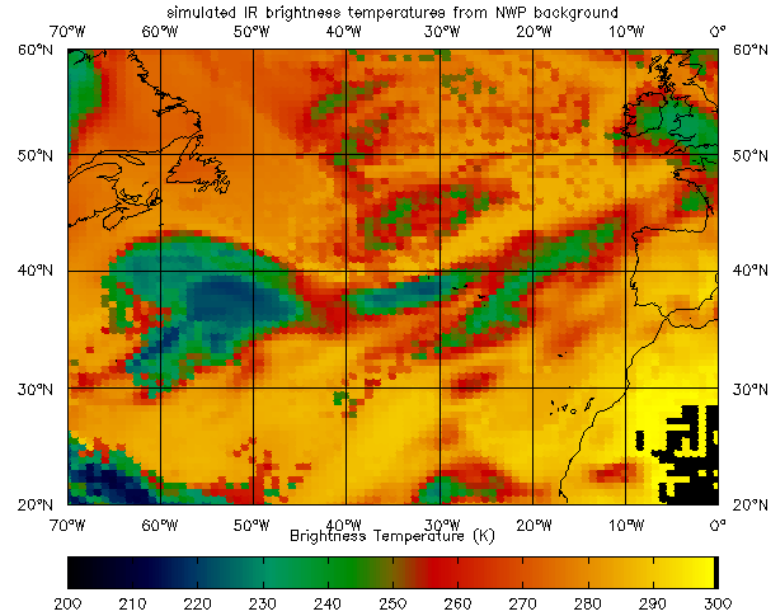 simulated IR brightness temperatures from NWP background
70°W 60°W 50°W 40°W 30°W 20°W 10°W 0°
60°N 60°N
50°N 50°N
40°N 40°N
30°N 30°N
20°N 20°N
70°W 60°W 50°W 40°W 30°W 20°W 10°W 0°
Brightness Temperature (K)
200 210 220 230 240 250 260 270 280 290 300